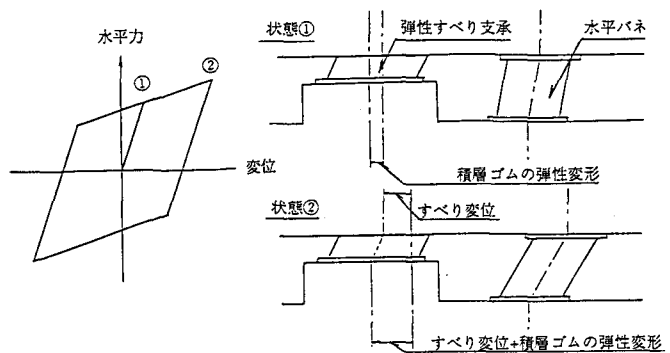 水平力
①
②
変位
状態①
弾性すべり支承
水平バネ
積層ゴムの弾性変形
状態②
すべり変位
すべり変位+積層ゴムの弾性変形